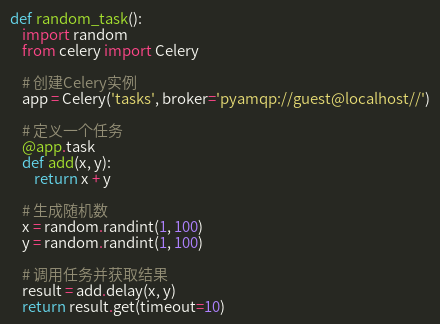 def random_task():
    import random
    from celery import Celery

    # 创建Celery实例
    app = Celery('tasks', broker='pyamqp://guest@localhost//')

    # 定义一个任务
    @app.task
    def add(x, y):
        return x + y

    # 生成随机数
    x = random.randint(1, 100)
    y = random.randint(1, 100)

    # 调用任务并获取结果
    result = add.delay(x, y)
    return result.get(timeout=10)